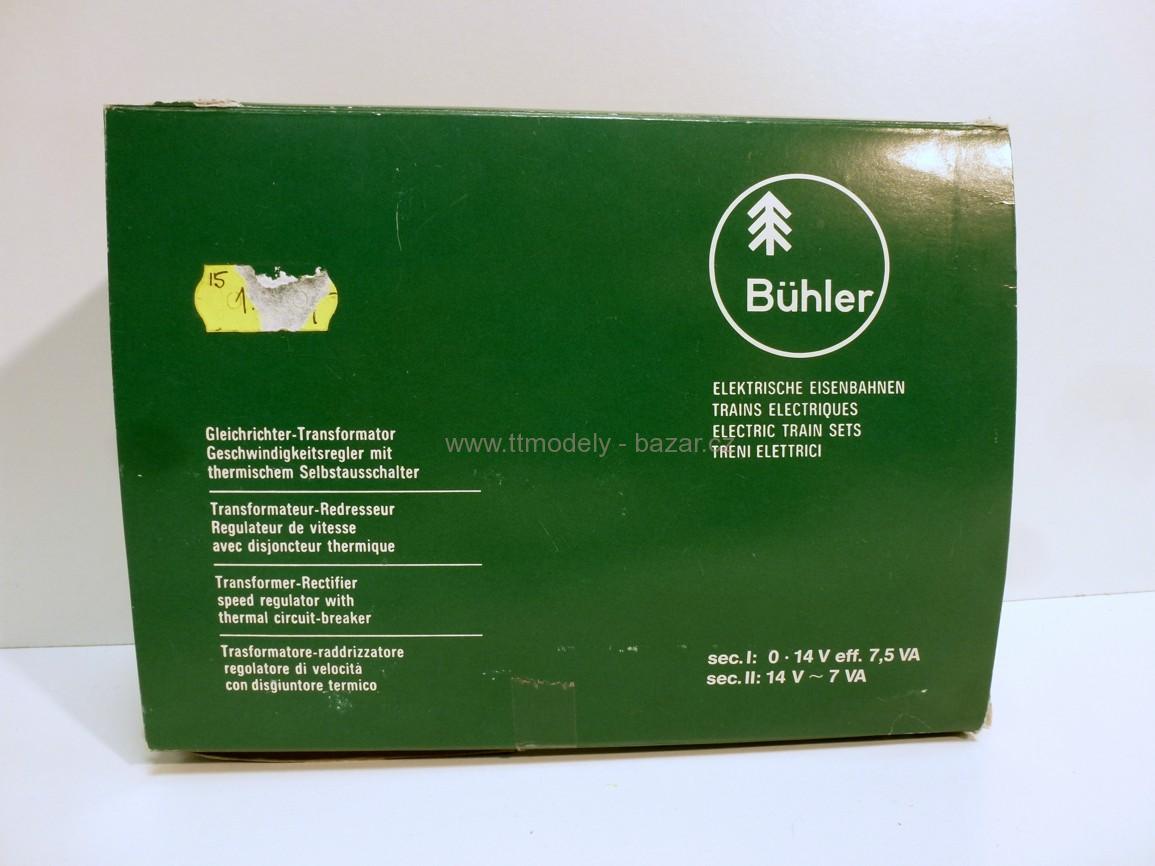 15
Bühler
ELEKTRISCHE EISENBAHNEN
TRAINS ELECTRIQUES
ELECTRIC TRAIN SETS
TRENI ELETTRICI
www.ttmodely - bazar.cz
Gleichrichter-Transformator
Geschwindigkeitsregler mit
thermischem Selbstausschalter
Transformateur-Redresseur
Regulateur de vitesse
avec disjoncteur thermique
Transformer-Rectifier
speed regulator with
thermal circuit-breaker
Trasformatore-raddrizzatore
regolatore di velocità
con disgiuntore termico
sec. I: 0 · 14 V eff. 7,5 VA
sec. II: 14 V ~ 7 VA